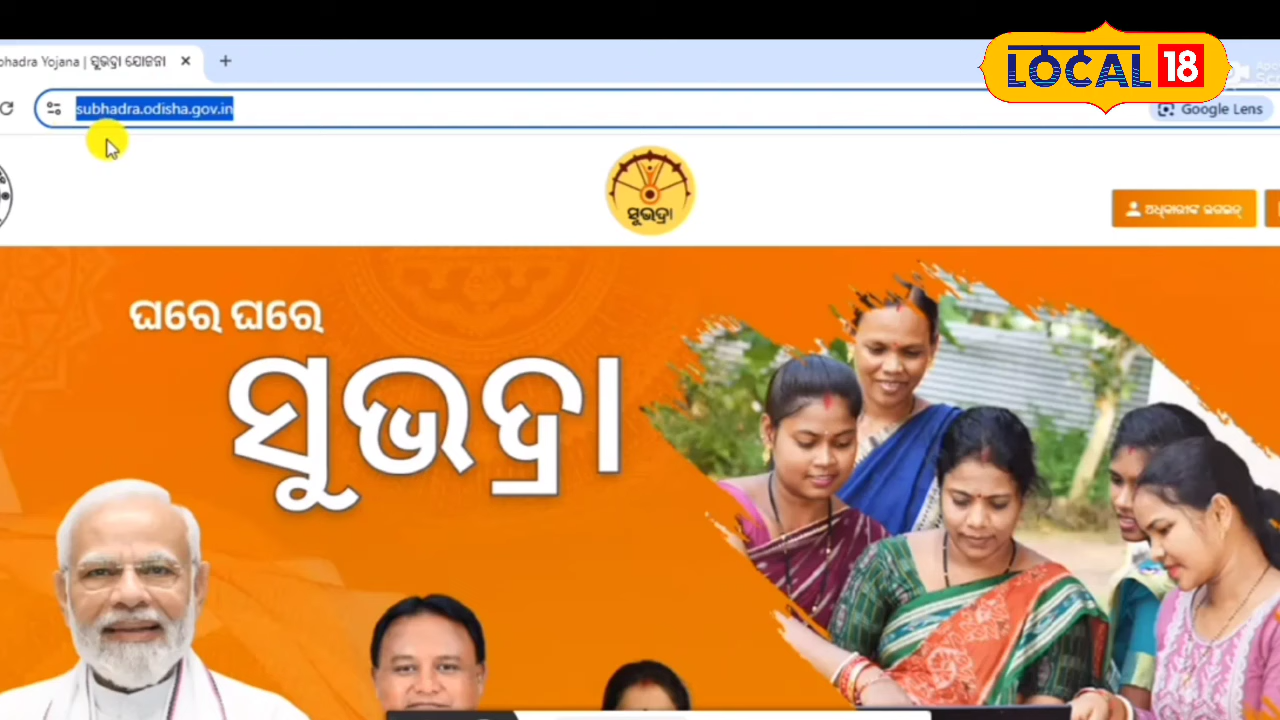 bhadra Yojana | ସୁଭଦ୍ରା ଯୋଜନା
LOCAL 18
subhadra.odisha.gov.in
Google Lens
ସୁଭଦ୍ରା
ଘରେ ଘରେ
ସୁଭଦ୍ରା